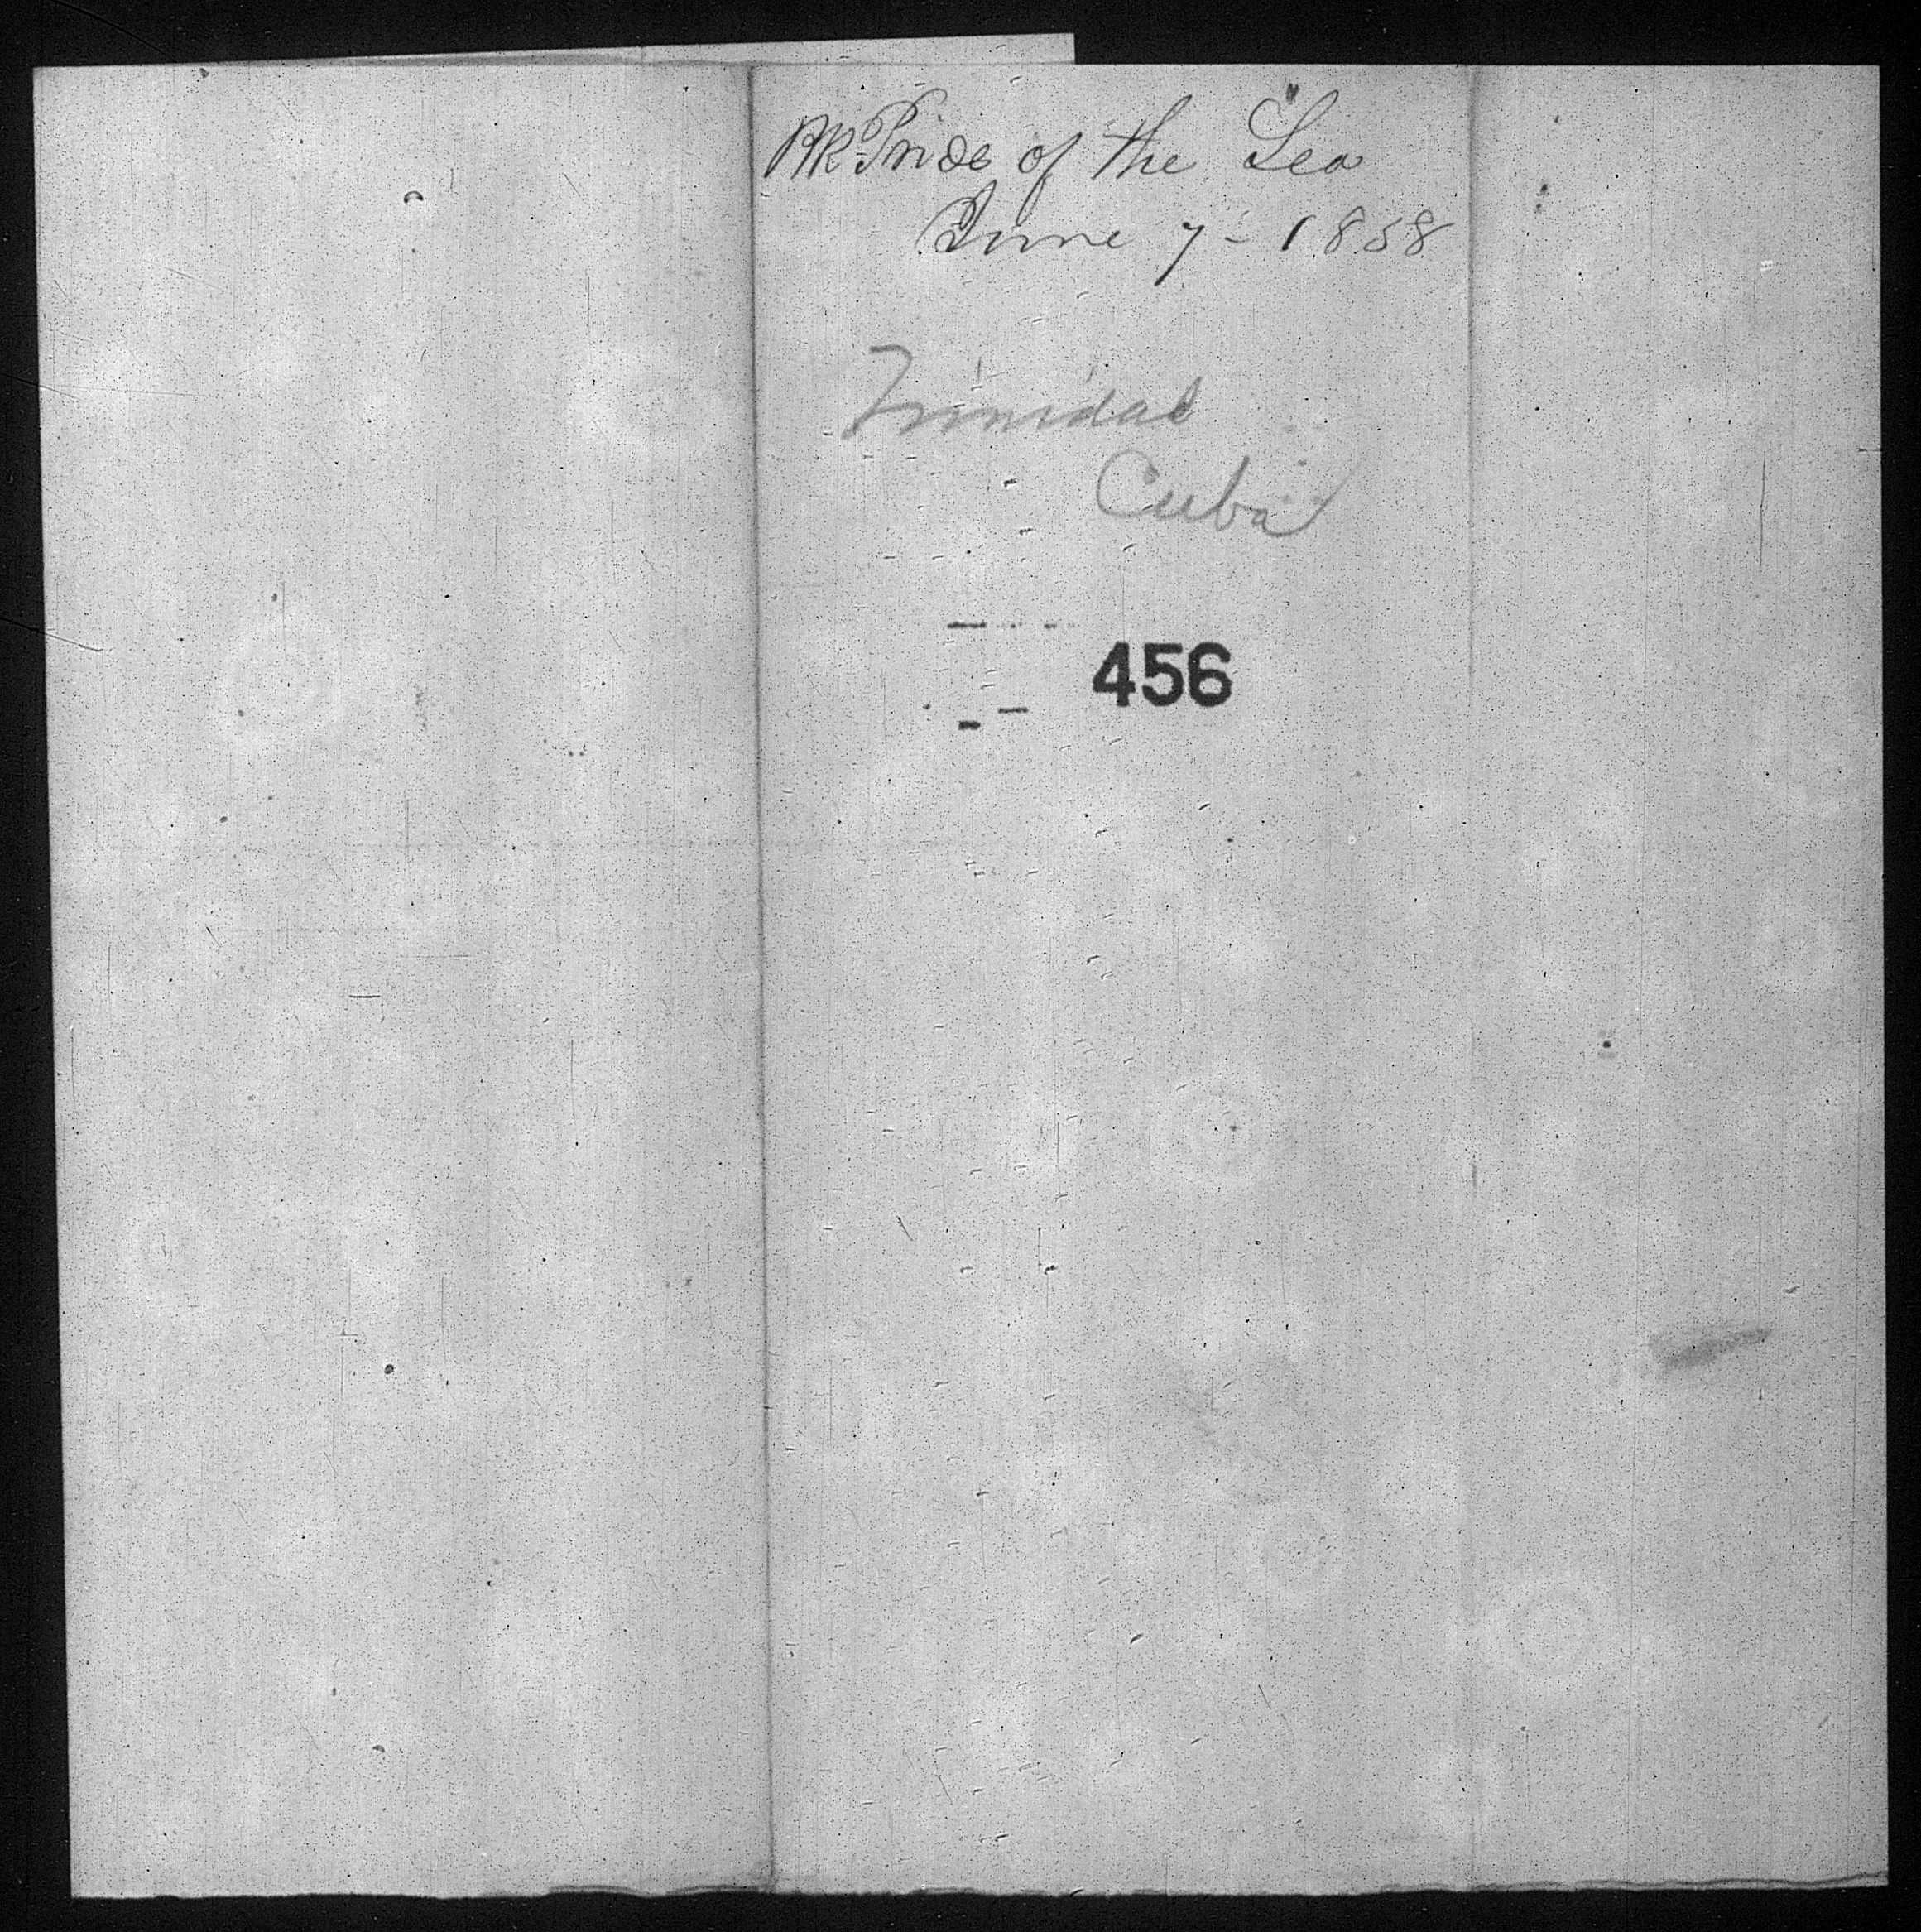 Bk Pride of the Sea
June 7 - 1858
Trinidad
Cuba
456